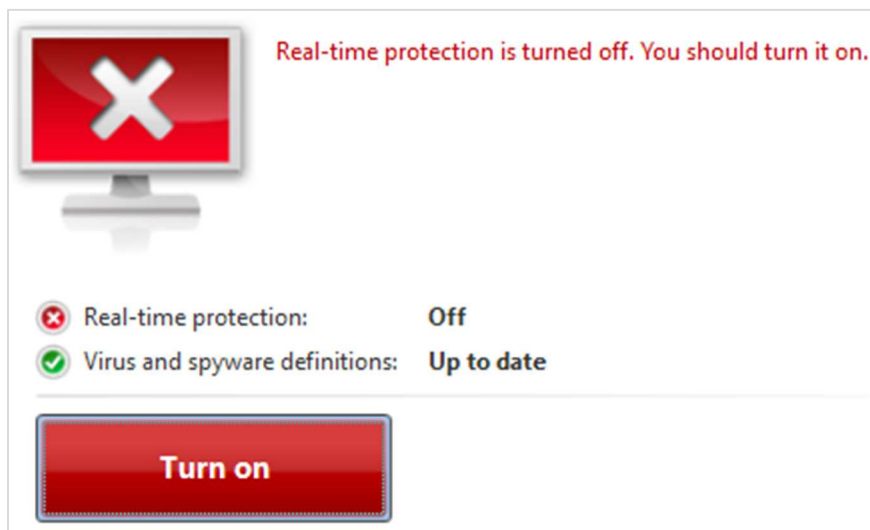 Real-time protection is turned off. You should turn it on.
Real-time protection: Off
Virus and spyware definitions: Up to date
Turn on